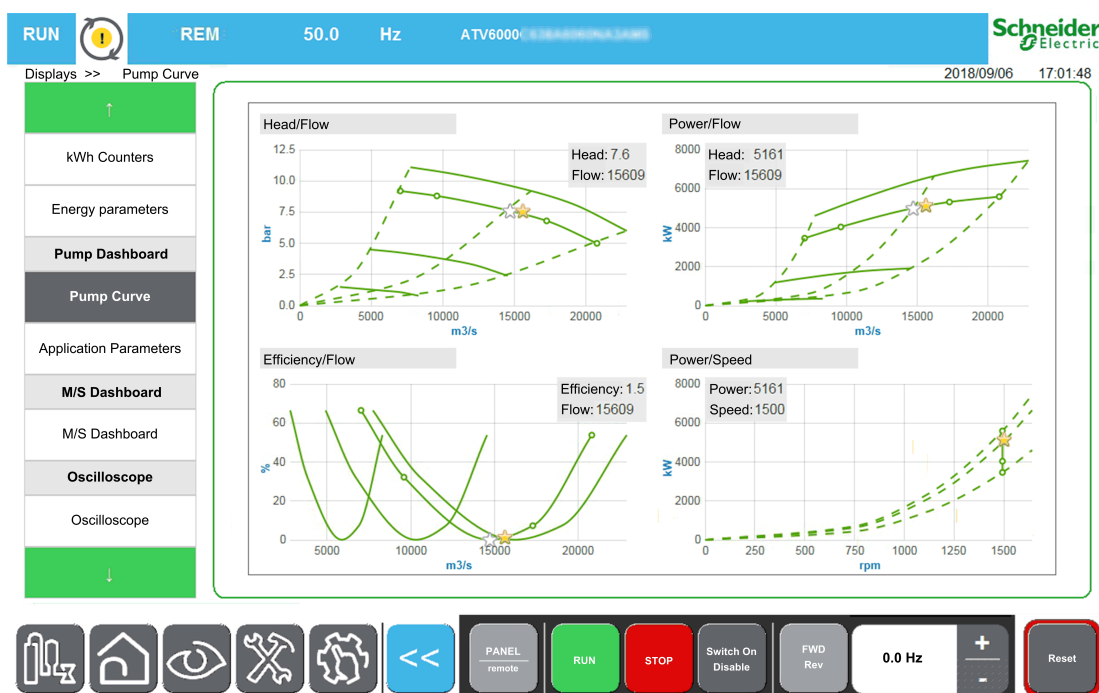 RUN
!
REM
50.0 Hz
ATV6000
Schneider
Electric
Displays >> Pump Curve
2018/09/06 17:01:48
↑
kWh Counters
Energy parameters
Pump Dashboard
Pump Curve
Application Parameters
M/S Dashboard
M/S Dashboard
Oscilloscope
Oscilloscope
↓
Head/Flow
Head: 7.6
Flow: 15609
12.5
10.0
7.5
5.0
2.5
0.0
bar
0 5000 10000 15000 20000
m3/s
Power/Flow
Head: 5161
Flow: 15609
8000
6000
4000
2000
0
kW
0 5000 10000 15000 20000
m3/s
Efficiency/Flow
Efficiency: 1.5
Flow: 15609
80
60
40
20
0
%
5000 10000 15000 20000
m3/s
Power/Speed
Power: 5161
Speed: 1500
8000
6000
4000
2000
0
kW
0 250 500 750 1000 1250 1500
rpm
<<
PANEL
remote
RUN
STOP
Switch On
Disable
FWD
Rev
0.0 Hz
+
-
Reset